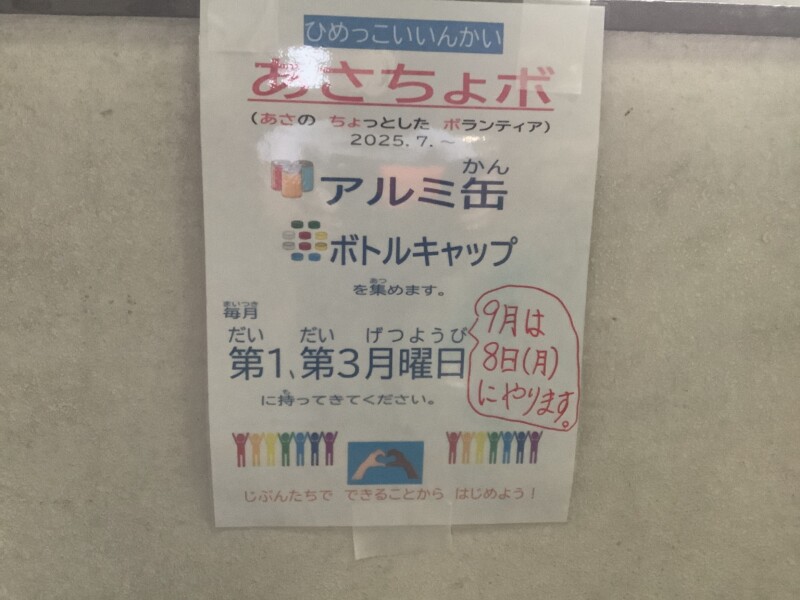 ひめっこいいんかい
あさちょボ
(あさの ちょっとした ボランティア)
2025.7.～
かん
アルミ缶
ボトルキャップ
あつ
を集めます。
まいつき
毎月
だい だい げつようび
第1、第3月曜日
も
に持ってきてください。
9月は
8日(月)
にやります。
じぶんたちで できることから はじめよう！